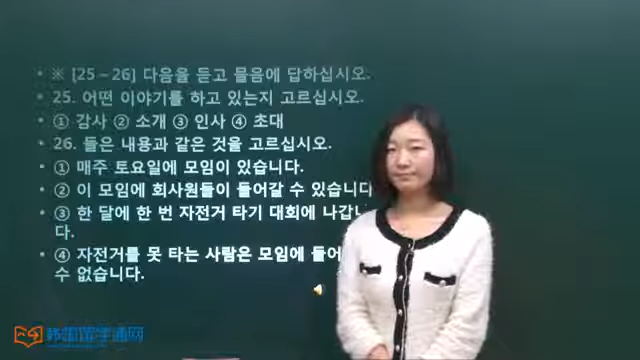 • ※ [25 – 26] 다음을 듣고 물음에 답하십시오.
• 25. 어떤 이야기를 하고 있는지 고르십시오.
• ① 감사 ② 소개 ③ 인사 ④ 초대
• 26. 들은 내용과 같은 것을 고르십시오.
• ① 매주 토요일에 모임이 있습니다.
• ② 이 모임에 회사원들이 들어갈 수 있습니다
• ③ 한 달에 한 번 자전거 타기 대회에 나갑니
다.
• ④ 자전거를 못 타는 사람은 모임에 들어
수 없습니다.
韩国留学通网